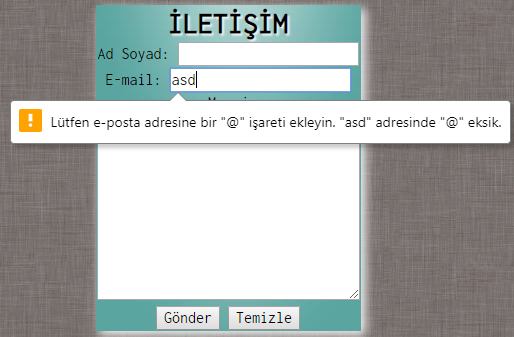 İLETİŞİM
Ad Soyad:
E-mail: asd
Lütfen e-posta adresine bir "@" işareti ekleyin. "asd" adresinde "@" eksik.
Gönder Temizle